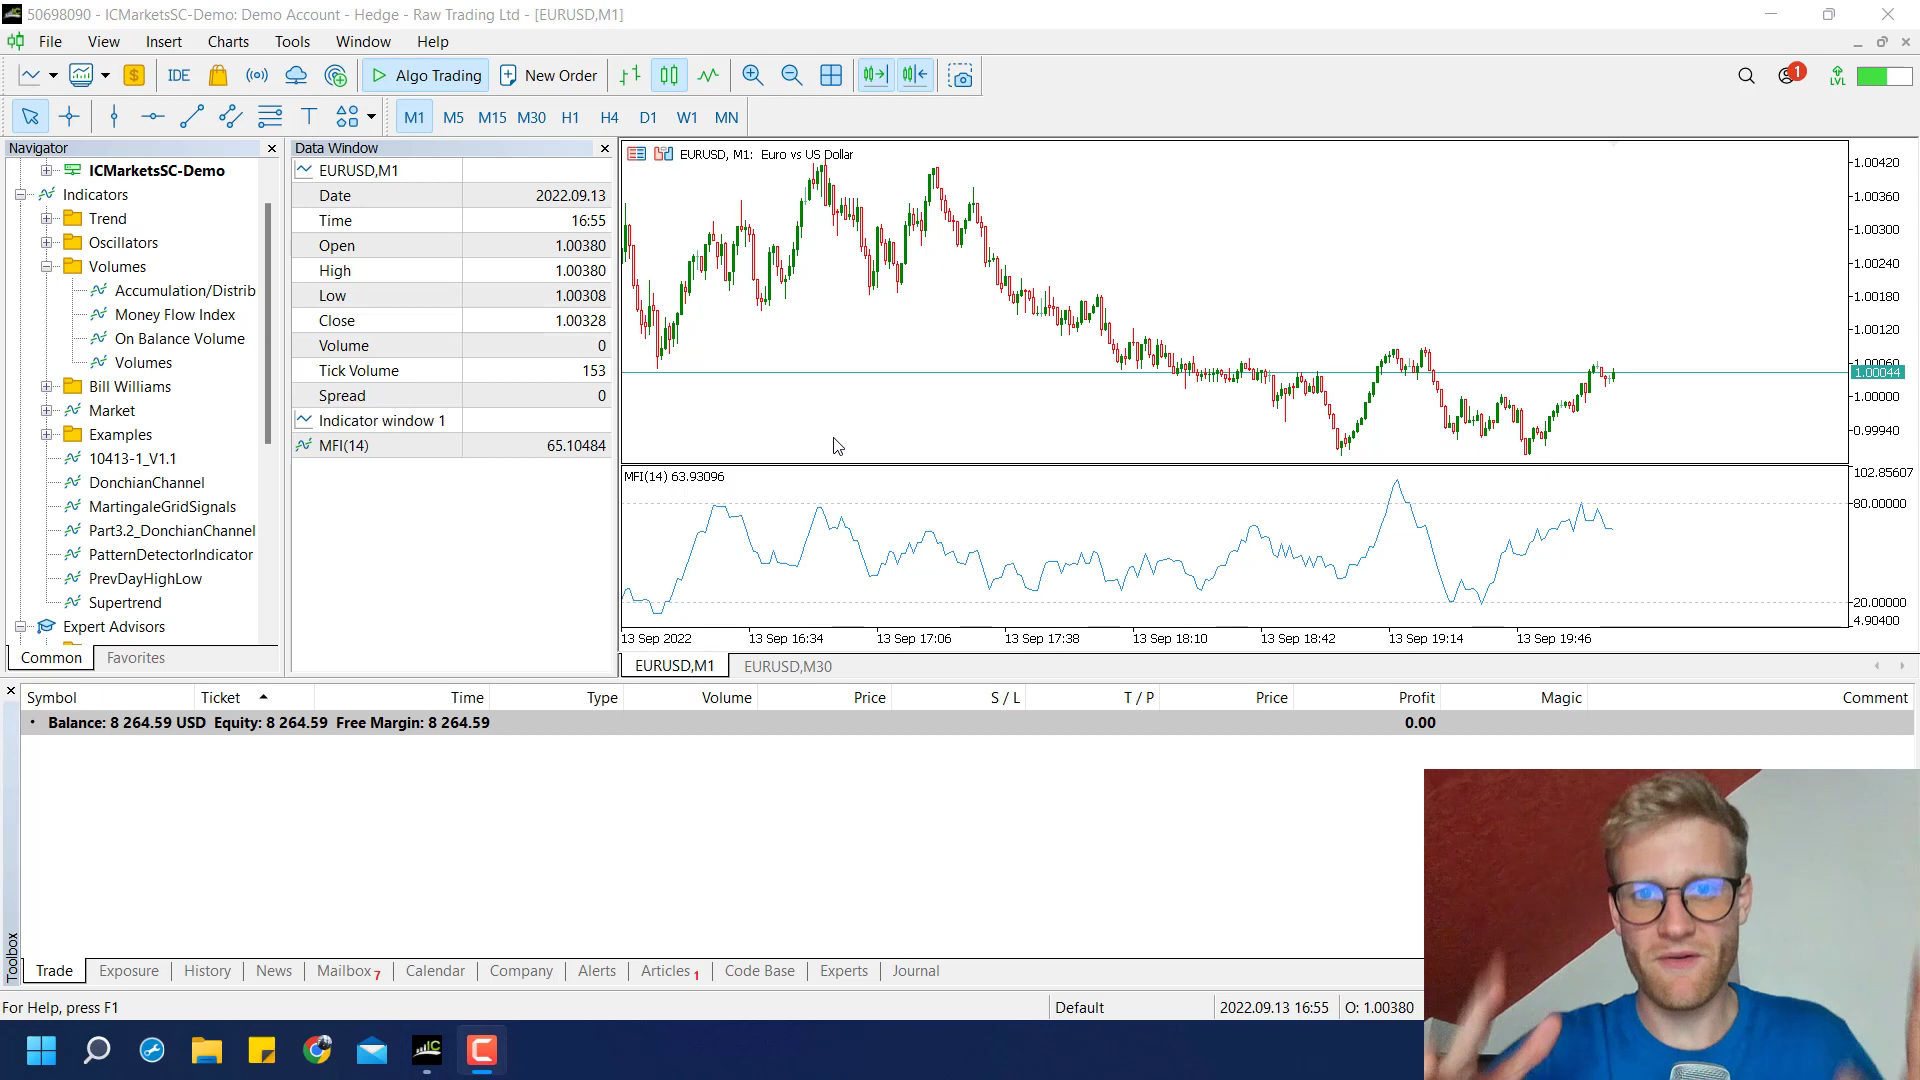 50698090 - ICMarketsSC-Demo: Demo Account - Hedge - Raw Trading Ltd - [EURUSD,M1]
File View Insert Charts Tools Window Help
IDE Algo Trading New Order 1 LVL
M1 M5 M15 M30 H1 H4 D1 W1 MN
Navigator
ICMarketsSC-Demo
Indicators
Trend
Oscillators
Volumes
Accumulation/Distrib
Money Flow Index
On Balance Volume
Volumes
Bill Williams
Market
Examples
10413-1_V1.1
DonchianChannel
MartingaleGridSignals
Part3.2_DonchianChannel
PatternDetectorIndicator
PrevDayHighLow
Supertrend
Expert Advisors
Common Favorites
Data Window
EURUSD,M1
Date 2022.09.13
Time 16:55
Open 1.00380
High 1.00380
Low 1.00308
Close 1.00328
Volume 0
Tick Volume 153
Spread 0
Indicator window 1
MFI(14) 65.10484
EURUSD, M1: Euro vs US Dollar
1.00420
1.00360
1.00300
1.00240
1.00180
1.00120
1.00060
1.00044
1.00000
0.99940
MFI(14) 63.93096
102.85607
80.00000
20.00000
4.90400
13 Sep 2022 13 Sep 16:34 13 Sep 17:06 13 Sep 17:38 13 Sep 18:10 13 Sep 18:42 13 Sep 19:14 13 Sep 19:46
EURUSD,M1 EURUSD,M30
Symbol Ticket Time Type Volume Price S / L T / P Price Profit Magic Comment
Balance: 8 264.59 USD Equity: 8 264.59 Free Margin: 8 264.59 0.00
Toolbox
Trade Exposure History News Mailbox 7 Calendar Company Alerts Articles 1 Code Base Experts Journal
For Help, press F1 Default 2022.09.13 16:55 O: 1.00380
IC
C